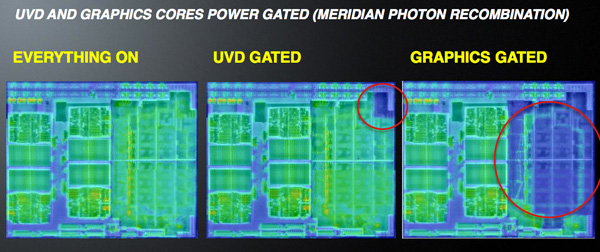 UVD AND GRAPHICS CORES POWER GATED (MERIDIAN PHOTON RECOMBINATION)
EVERYTHING ON
UVD GATED
GRAPHICS GATED